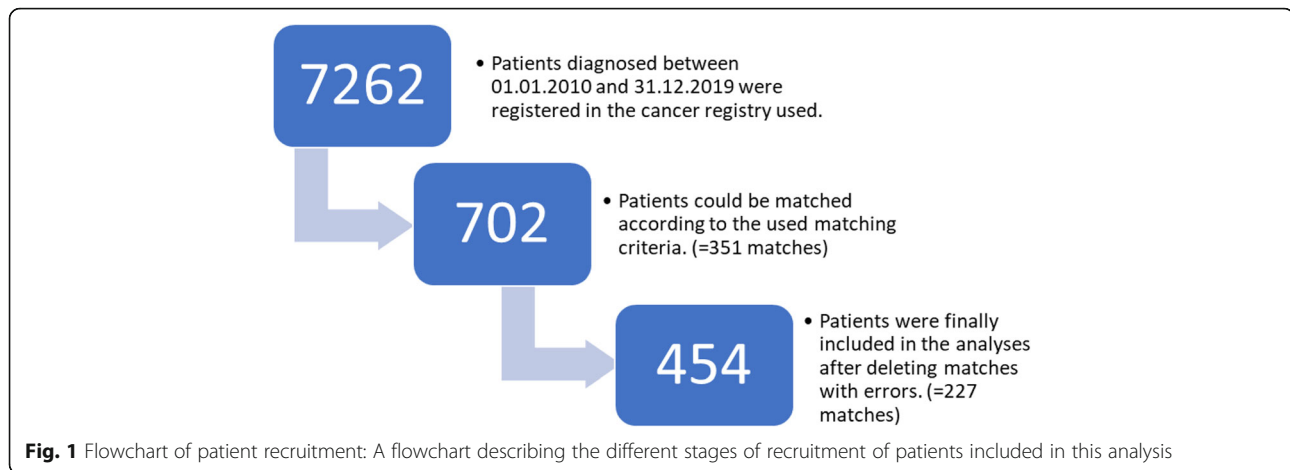 7262
• Patients diagnosed between
01.01.2010 and 31.12.2019 were
registered in the cancer registry used.
702
• Patients could be matched
according to the used matching
criteria. (=351 matches)
454
• Patients were finally
included in the analyses
after deleting matches
with errors. (=227
matches)
Fig. 1 Flowchart of patient recruitment: A flowchart describing the different stages of recruitment of patients included in this analysis